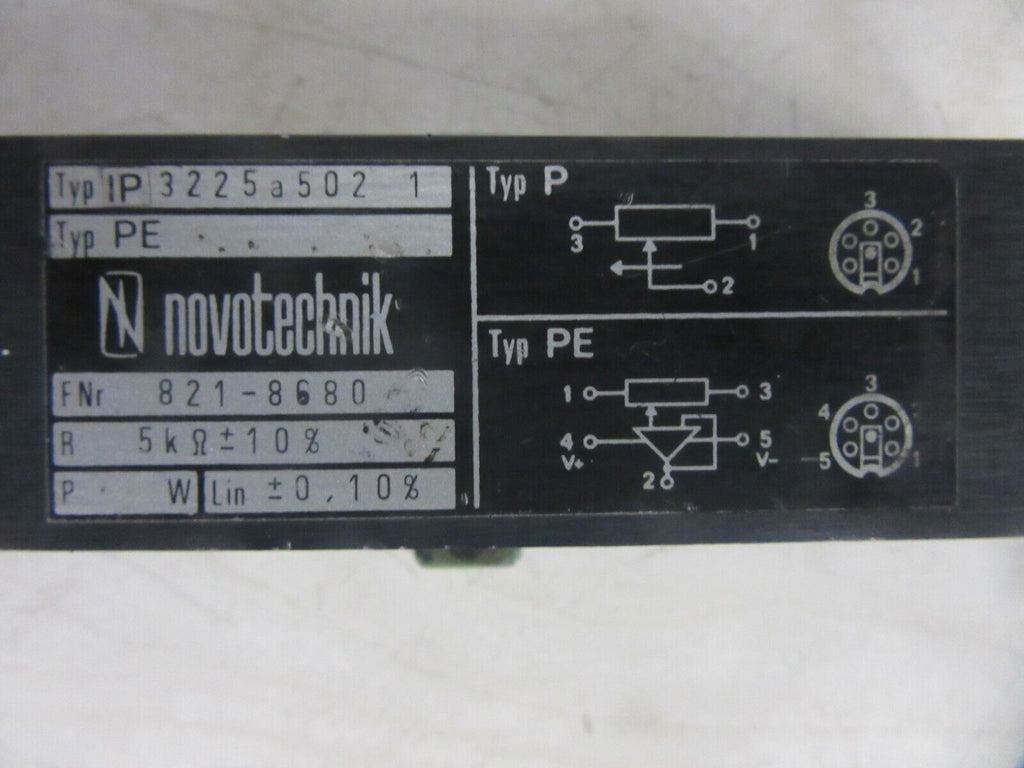 Typ IP 3225a502 1
Typ PE
N novotechnik
FNr 821-8680
R 5kΩ±10%
P W Lin ±0,10%
Typ P
3 1
2
3
2
1
Typ PE
1 3
4 5
V+ V-
2
3
4
5 1